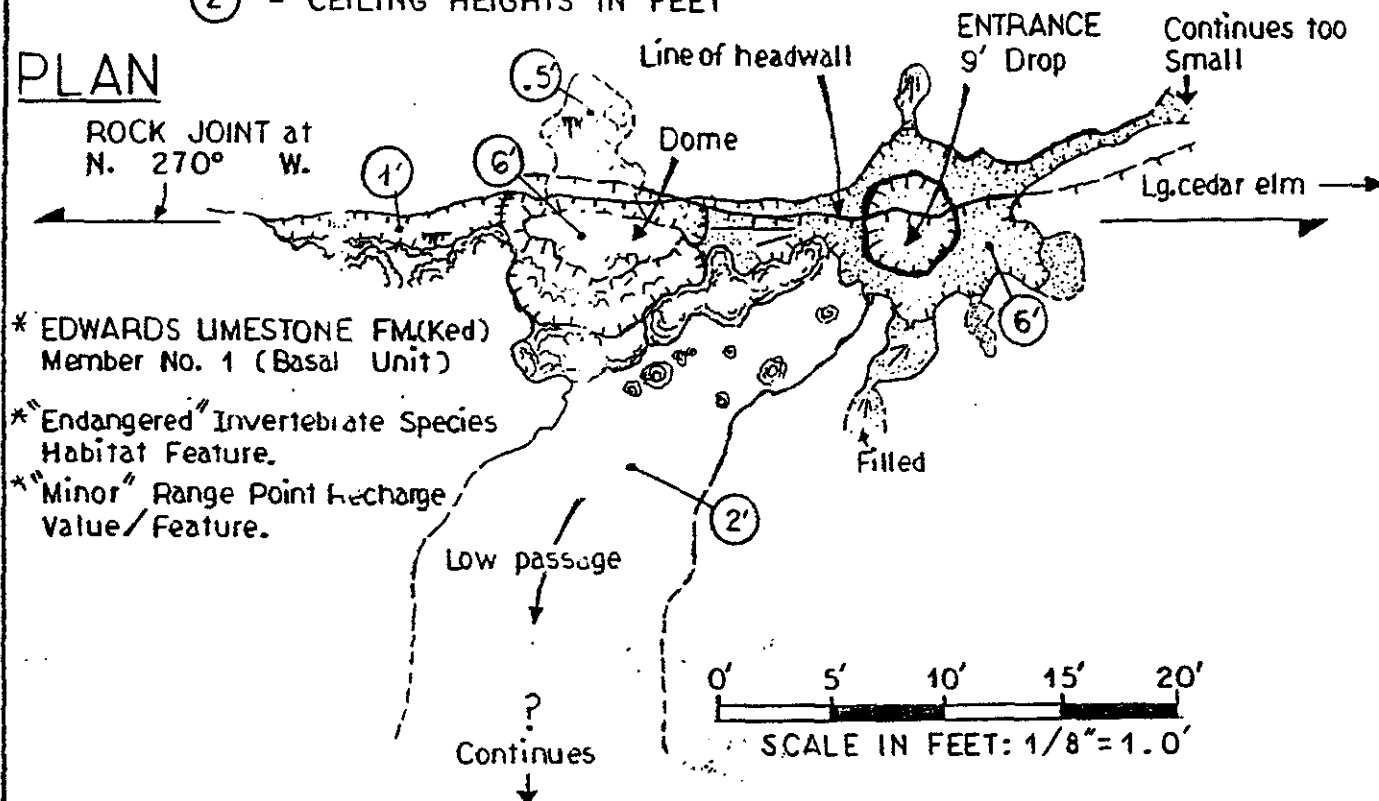 2' = CEILING HEIGHTS IN FEET
PLAN
ROCK JOINT at
N. 270° W.
1'
6'
.5'
Dome
Line of headwall
ENTRANCE
9' Drop
Continues too
Small
Lg. cedar elm
6'
* EDWARDS LIMESTONE FM.(Ked)
Member No. 1 (Basal Unit)
* "Endangered" Invertebrate Species
Habitat Feature.
* "Minor" Range Point Recharge
Value/Feature.
Filled
2'
Low passage
?
Continues
0' 5' 10' 15' 20'
SCALE IN FEET: 1/8"=1.0'